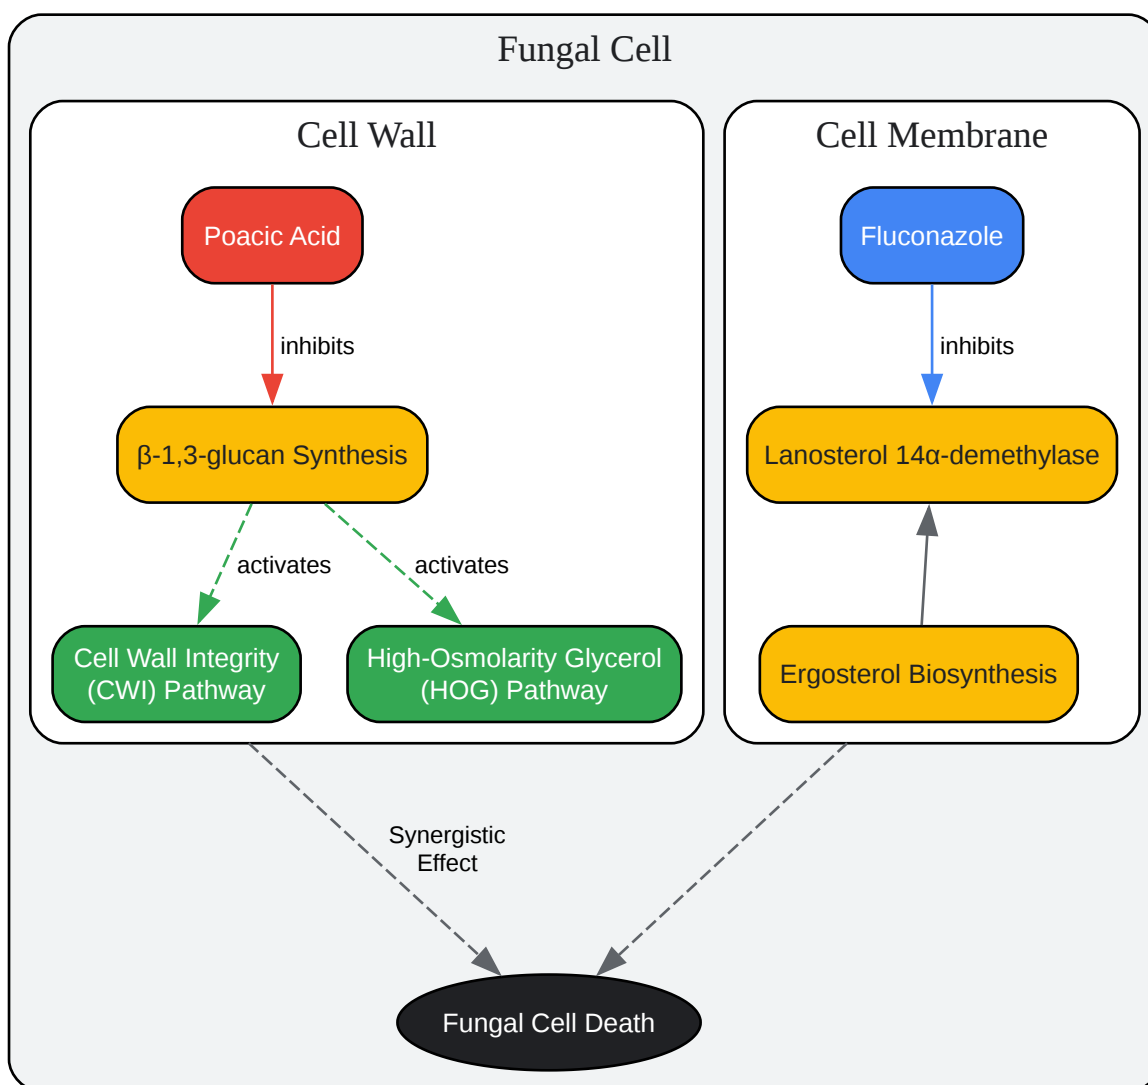 Fungal Cell
Cell Wall
Cell Membrane
Poacic Acid
Fluconazole
inhibits
inhibits
β-1,3-glucan Synthesis
Lanosterol 14α-demethylase
activates
activates
Cell Wall Integrity
(CWI) Pathway
High-Osmolarity Glycerol
(HOG) Pathway
Ergosterol Biosynthesis
Synergistic
Effect
Fungal Cell Death